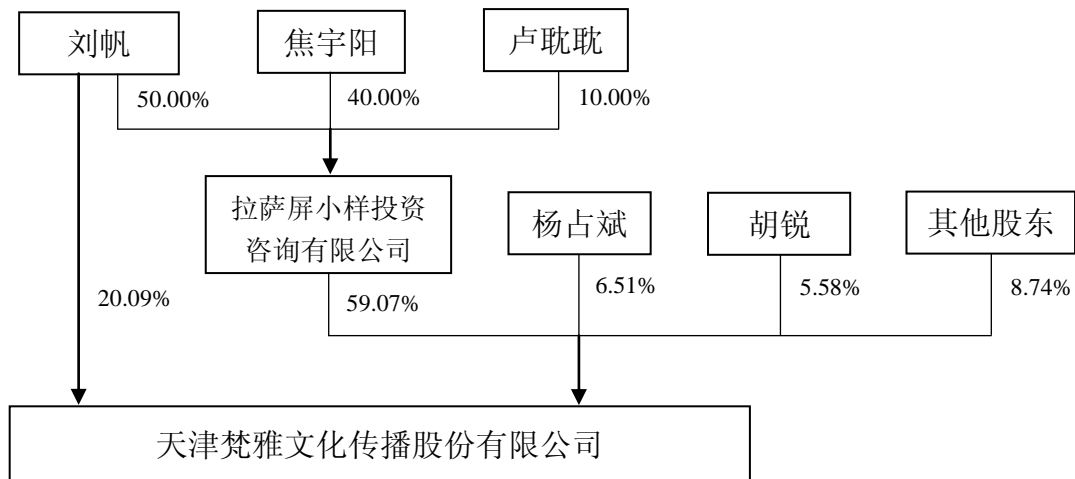 刘帆
焦宇阳
卢耽耽
50.00%
40.00%
10.00%
拉萨屏小样投资
咨询有限公司
杨占斌
胡锐
其他股东
20.09%
59.07%
6.51%
5.58%
8.74%
天津梵雅文化传播股份有限公司